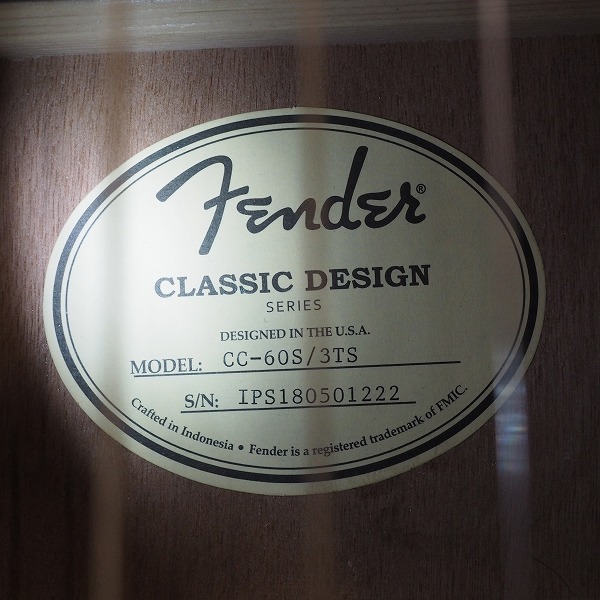 Fender®
CLASSIC DESIGN
SERIES
DESIGNED IN THE U.S.A.
MODEL: CC-60S/3TS
S/N: IPS180501222
Crafted in Indonesia • Fender is a registered trademark of FMIC.